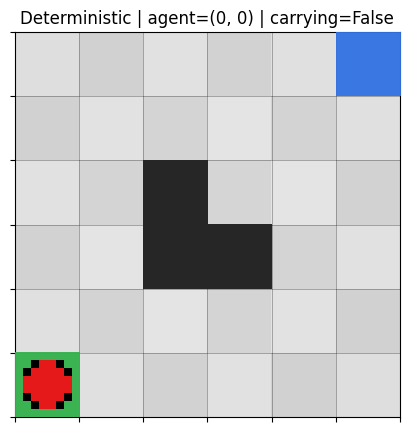 Deterministic | agent=(0, 0) | carrying=False